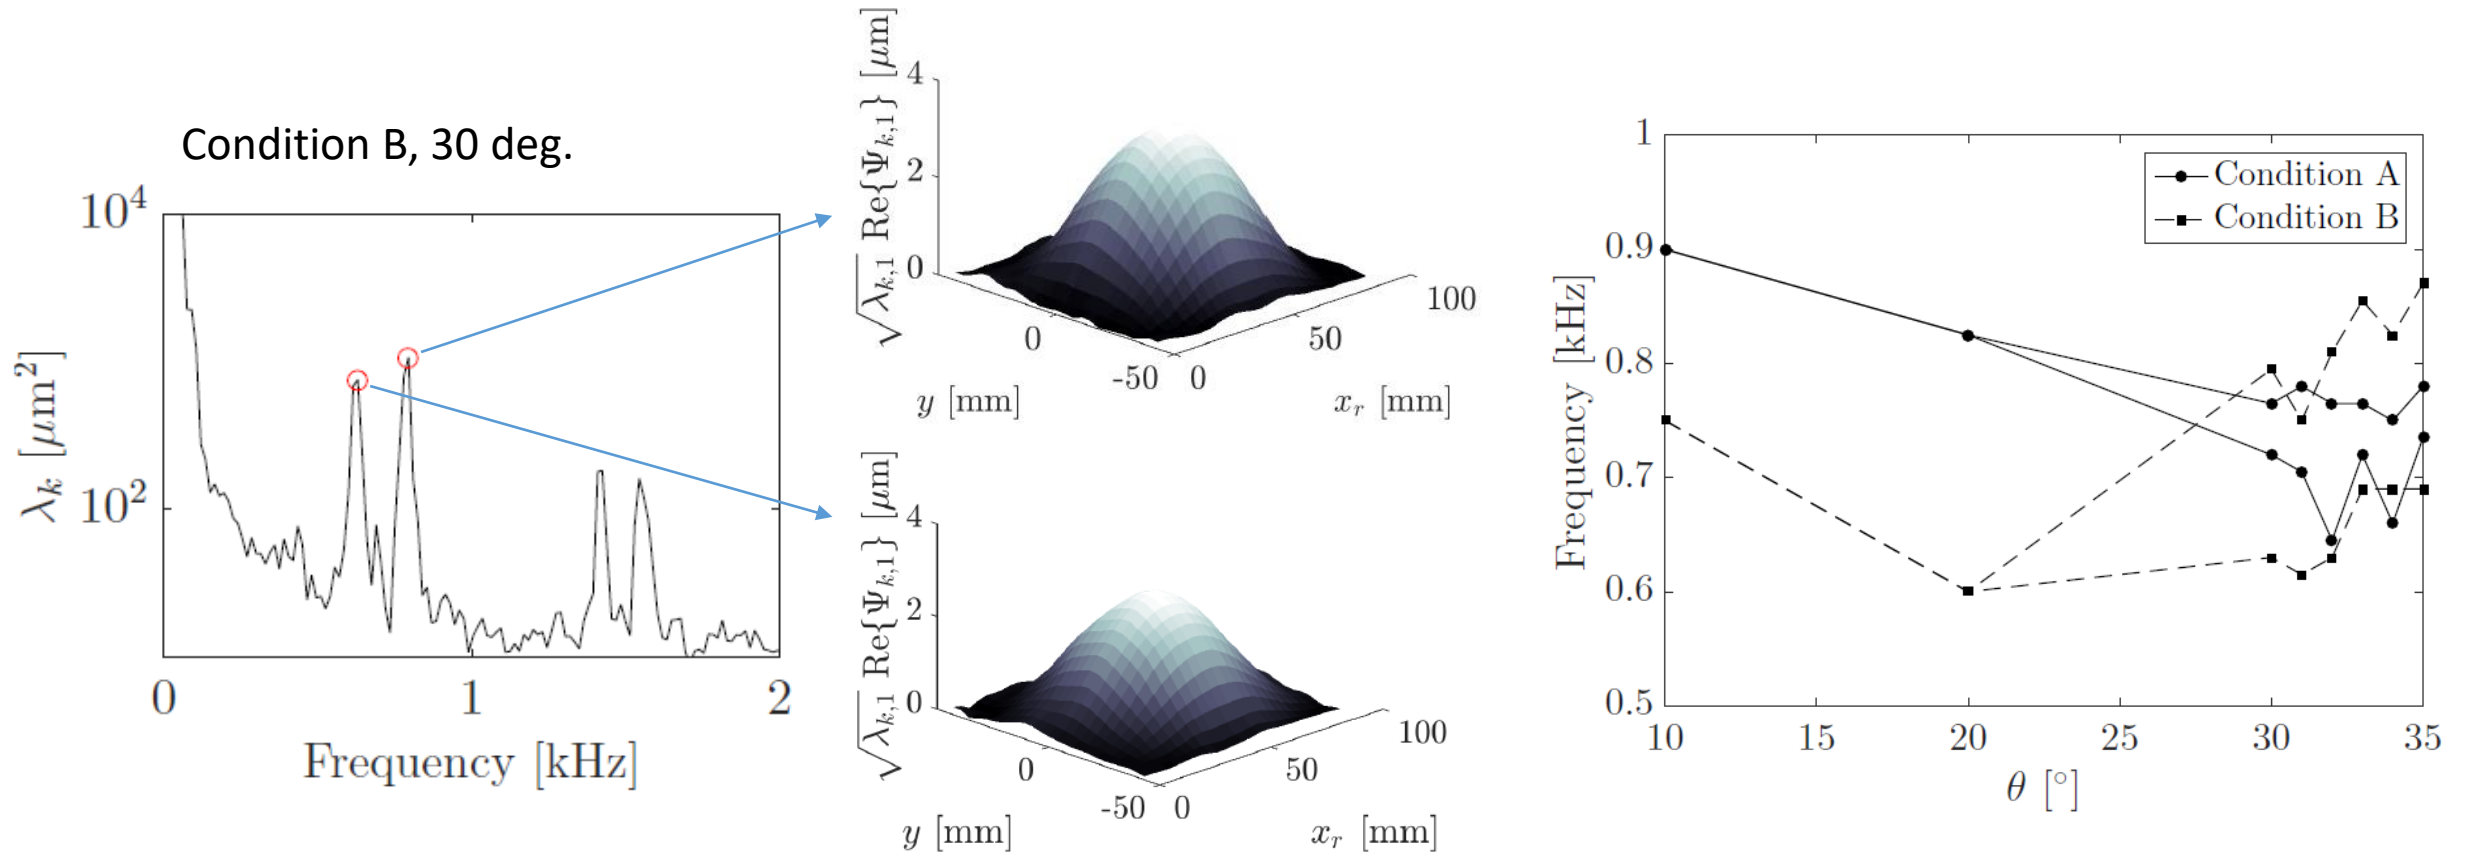 Condition B, 30 deg.
10^4
10^2
λ_k [μm^2]
0 1 2
Frequency [kHz]
√λ_{k,1} Re{Ψ_{k,1}} [μm]
4
2
0
0
-50
y [mm]
0
50
100
x_r [mm]
√λ_{k,1} Re{Ψ_{k,1}} [μm]
4
2
0
0
-50
y [mm]
0
50
100
x_r [mm]
Condition A
Condition B
1
0.9
0.8
0.7
0.6
0.5
Frequency [kHz]
10 15 20 25 30 35
θ [°]